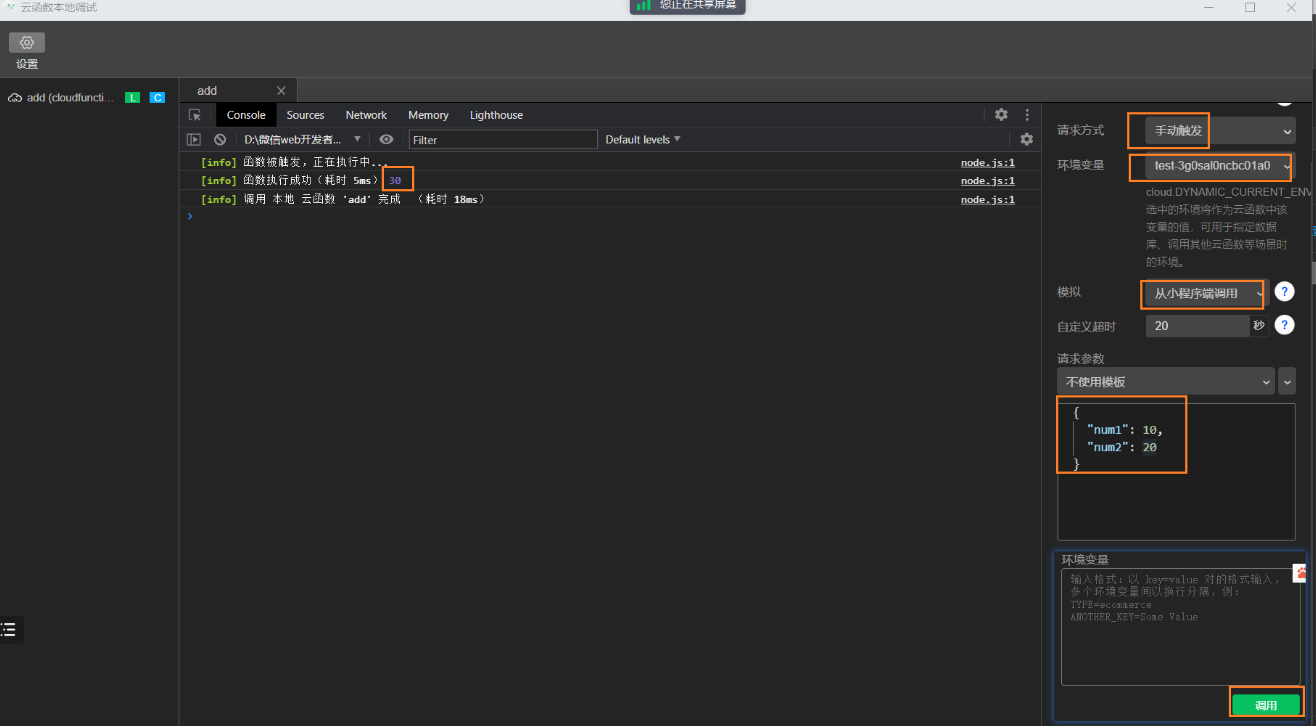 云函数本地调试
您正在共享屏幕
设置
add (cloudfuncti...
L
C
add
Console
Sources
Network
Memory
Lighthouse
D:\微信web开发者...
Filter
Default levels
[info] 函数被触发，正在执行中...
node.js:1
[info] 函数执行成功（耗时 5ms） 30
node.js:1
[info] 调用 本地 云函数 'add' 完成 （耗时 18ms）
node.js:1
请求方式
手动触发
环境变量
test-3g0sal0ncbc01a0
cloud.DYNAMIC_CURRENT_ENV
选中的环境将作为云函数中该
变量的值，可用于指定数据
库、调用其他云函数等场景时
的环境。
模拟
从小程序端调用
?
自定义超时
20
秒
?
请求参数
不使用模板
{
"num1": 10,
"num2": 20
}
环境变量
输入格式：以 key=value 对的格式输入，
多个环境变量间以换行分隔，例：
TYPE=ecommerce
ANOTHER_KEY=Some Value
调用